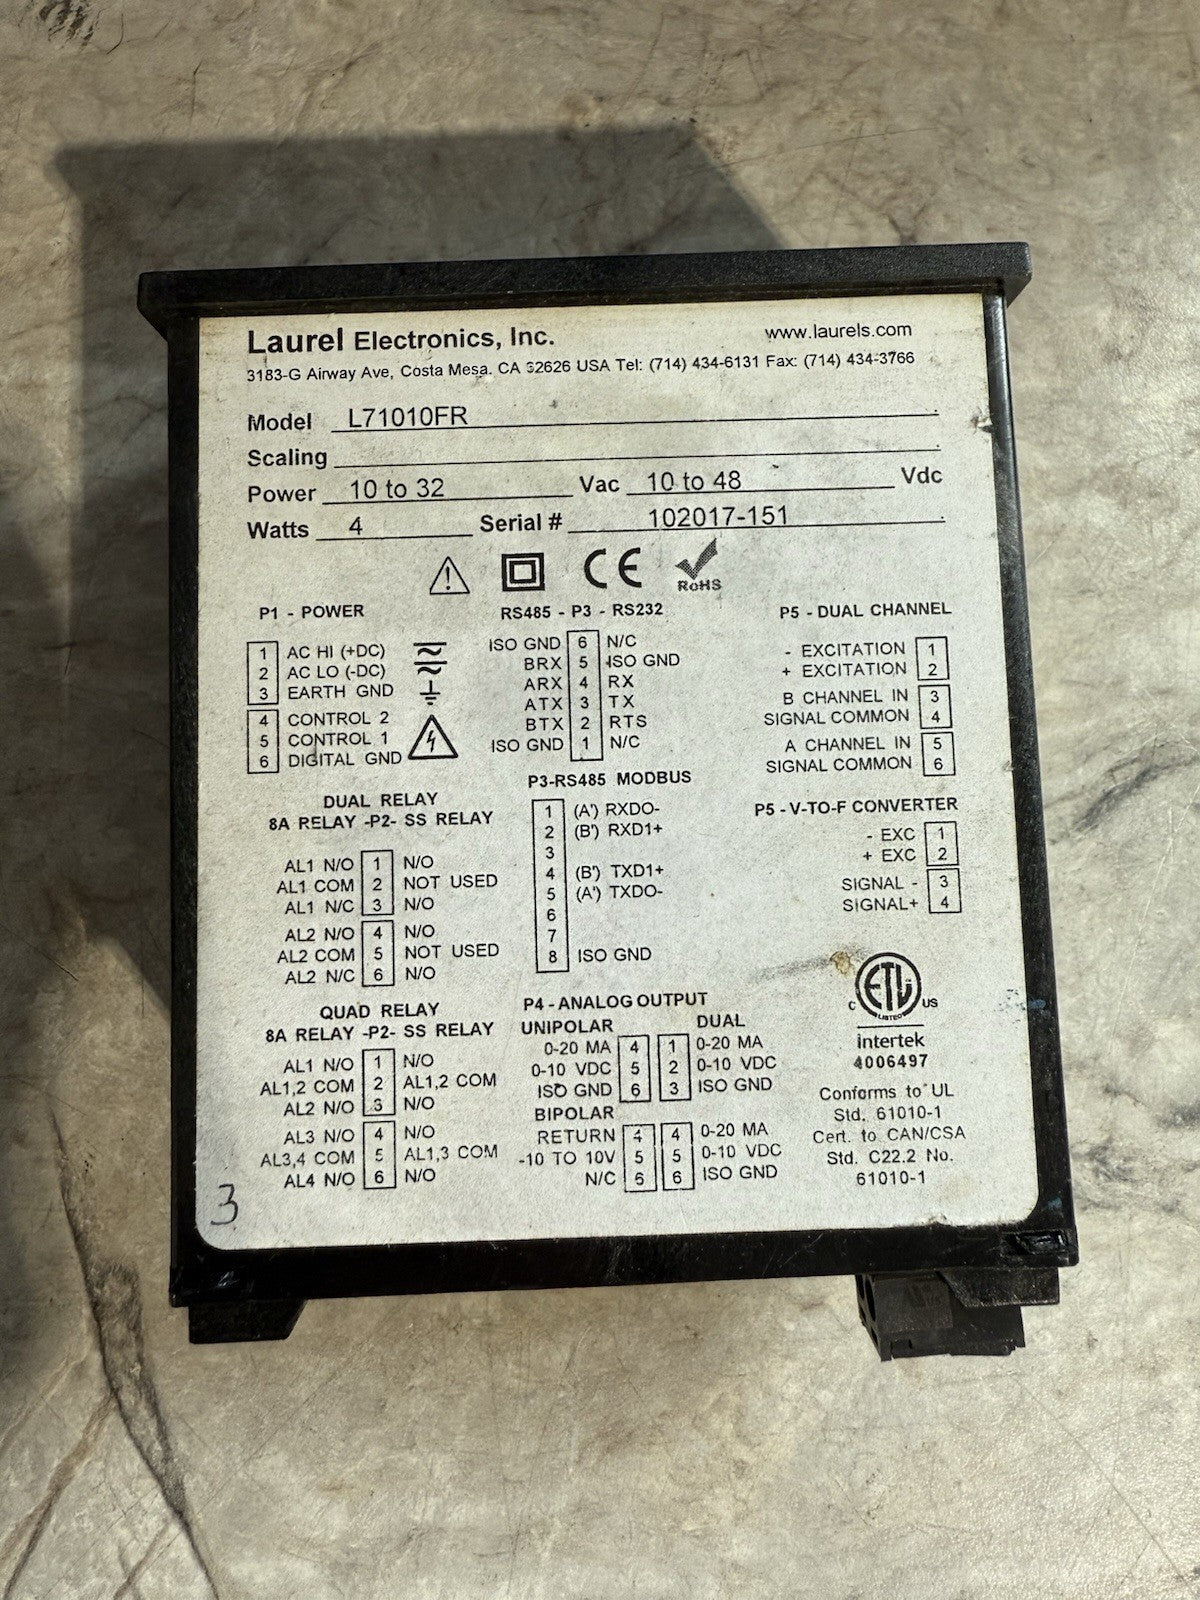 Laurel Electronics, Inc. www.laurels.com
3183-G Airway Ave, Costa Mesa. CA 92626 USA Tel: (714) 434-6131 Fax: (714) 434-3766
Model L71010FR
Scaling
Power 10 to 32 Vac 10 to 48 Vdc
Watts 4 Serial # 102017-151
CE
RoHS
P1 - POWER
1 AC HI (+DC)
2 AC LO (-DC)
3 EARTH GND
4 CONTROL 2
5 CONTROL 1
6 DIGITAL GND
DUAL RELAY
8A RELAY -P2- SS RELAY
AL1 N/O 1 N/O
AL1 COM 2 NOT USED
AL1 N/C 3 N/O
AL2 N/O 4 N/O
AL2 COM 5 NOT USED
AL2 N/C 6 N/O
QUAD RELAY
8A RELAY -P2- SS RELAY
AL1 N/O 1 N/O
AL1,2 COM 2 AL1,2 COM
AL2 N/O 3 N/O
AL3 N/O 4 N/O
AL3,4 COM 5 AL1,3 COM
AL4 N/O 6 N/O
3
RS485 - P3 - RS232
ISO GND 6 N/C
BRX 5 ISO GND
ARX 4 RX
ATX 3 TX
BTX 2 RTS
ISO GND 1 N/C
P3-RS485 MODBUS
1 (A') RXDO-
2 (B') RXD1+
3
4 (B') TXD1+
5 (A') TXDO-
6
7
8 ISO GND
P4 - ANALOG OUTPUT
UNIPOLAR DUAL
0-20 MA 4 1 0-20 MA
0-10 VDC 5 2 0-10 VDC
ISO GND 6 3 ISO GND
BIPOLAR
RETURN 4 4 0-20 MA
-10 TO 10V 5 5 0-10 VDC
N/C 6 6 ISO GND
P5 - DUAL CHANNEL
- EXCITATION 1
+ EXCITATION 2
B CHANNEL IN 3
SIGNAL COMMON 4
A CHANNEL IN 5
SIGNAL COMMON 6
P5 - V-TO-F CONVERTER
- EXC 1
+ EXC 2
SIGNAL - 3
SIGNAL+ 4
C ETL US
LISTED
Intertek
4006497
Conforms to UL
Std. 61010-1
Cert. to CAN/CSA
Std. C22.2 No.
61010-1